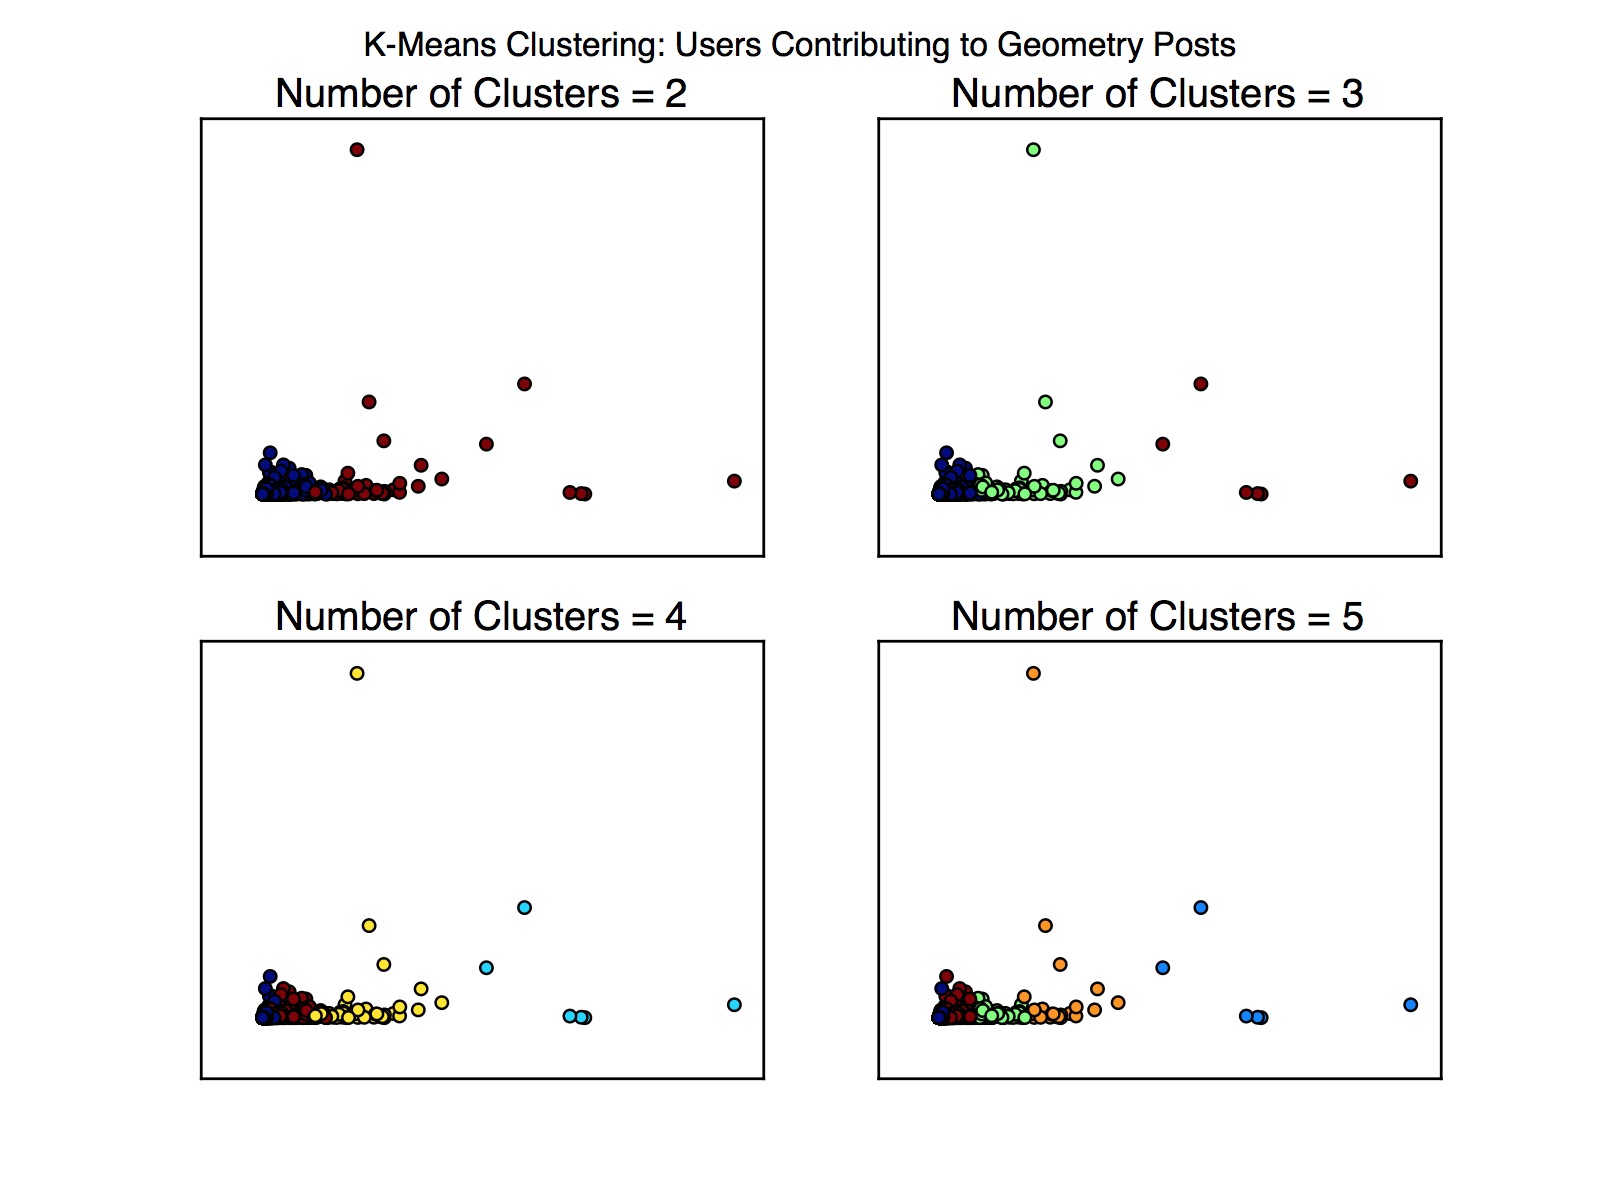 K-Means Clustering: Users Contributing to Geometry Posts
Number of Clusters = 2
Number of Clusters = 3
Number of Clusters = 4
Number of Clusters = 5